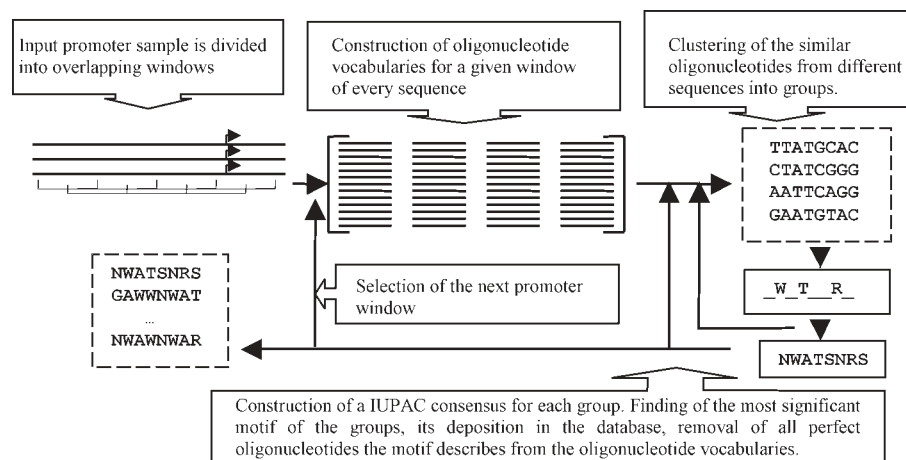 Input promoter sample is divided
into overlapping windows
Construction of oligonucleotide
vocabularies for a given window
of every sequence
Clustering of the similar
oligonucleotides from different
sequences into groups.
TTATGCAC
CTATCGGG
AATTCAGG
GAATGTAC
NWATSNRS
GAWWNWAT
...
NWAWNWAR
Selection of the next promoter
window
_W_T__R_
NWATSNRS
Construction of a IUPAC consensus for each group. Finding of the most significant
motif of the groups, its deposition in the database, removal of all perfect
oligonucleotides the motif describes from the oligonucleotide vocabularies.